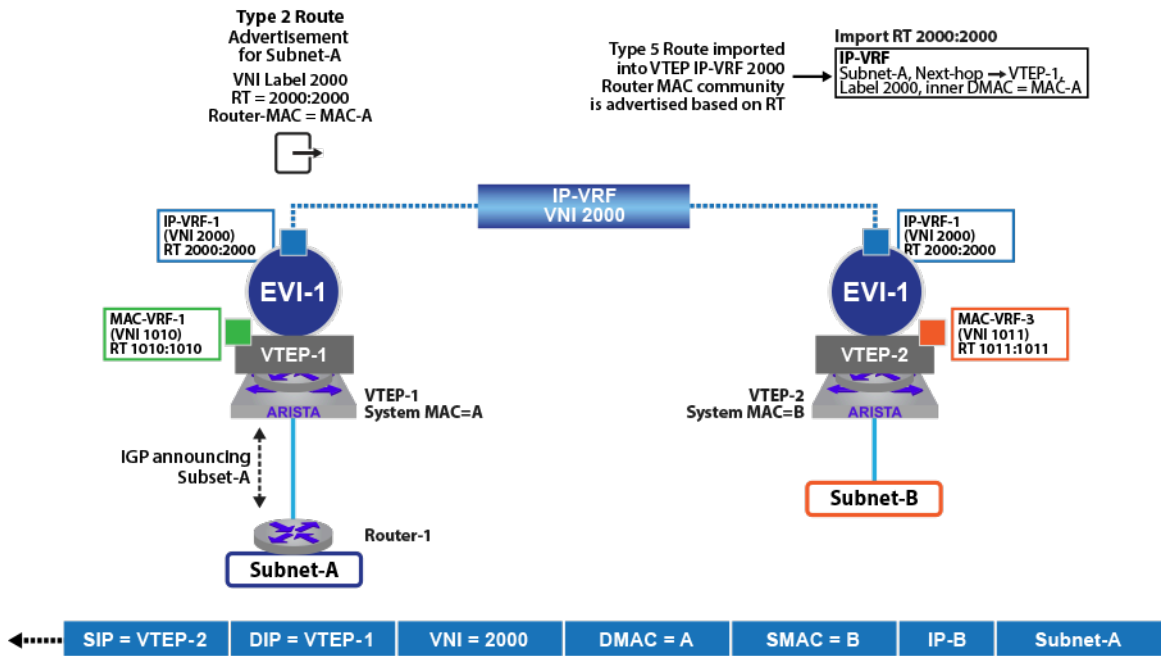 Type 2 Route
Advertisement
for Subnet-A
VNI Label 2000
RT = 2000:2000
Router-MAC = MAC-A
Type 5 Route imported
into VTEP IP-VRF 2000
Router MAC community
is advertised based on RT
Import RT 2000:2000
IP-VRF
Subnet-A, Next-hop → VTEP-1,
Label 2000, inner DMAC = MAC-A
IP-VRF
VNI 2000
IP-VRF-1
(VNI 2000)
RT 2000:2000
EVI-1
MAC-VRF-1
(VNI 1010)
RT 1010:1010
VTEP-1
ARISTA
VTEP-1
System MAC=A
IP-VRF-1
(VNI 2000)
RT 2000:2000
EVI-1
MAC-VRF-3
(VNI 1011)
RT 1011:1011
VTEP-2
ARISTA
VTEP-2
System MAC=B
IGP announcing
Subset-A
Router-1
Subnet-A
Subnet-B
SIP = VTEP-2 DIP = VTEP-1 VNI = 2000 DMAC = A SMAC = B IP-B Subnet-A